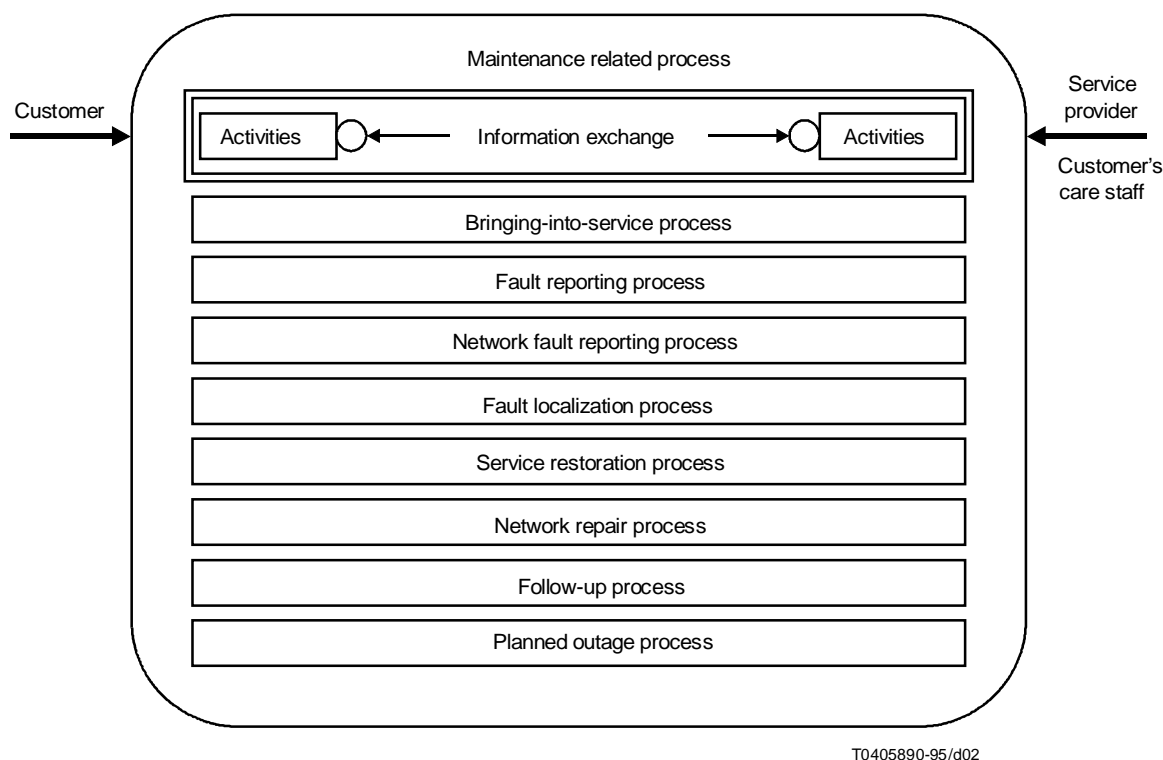 Maintenance related process
Customer
Service
provider
Activities
Information exchange
Activities
Customer's
care staff
Bringing-into-service process
Fault reporting process
Network fault reporting process
Fault localization process
Service restoration process
Network repair process
Follow-up process
Planned outage process
T0405890-95/d02